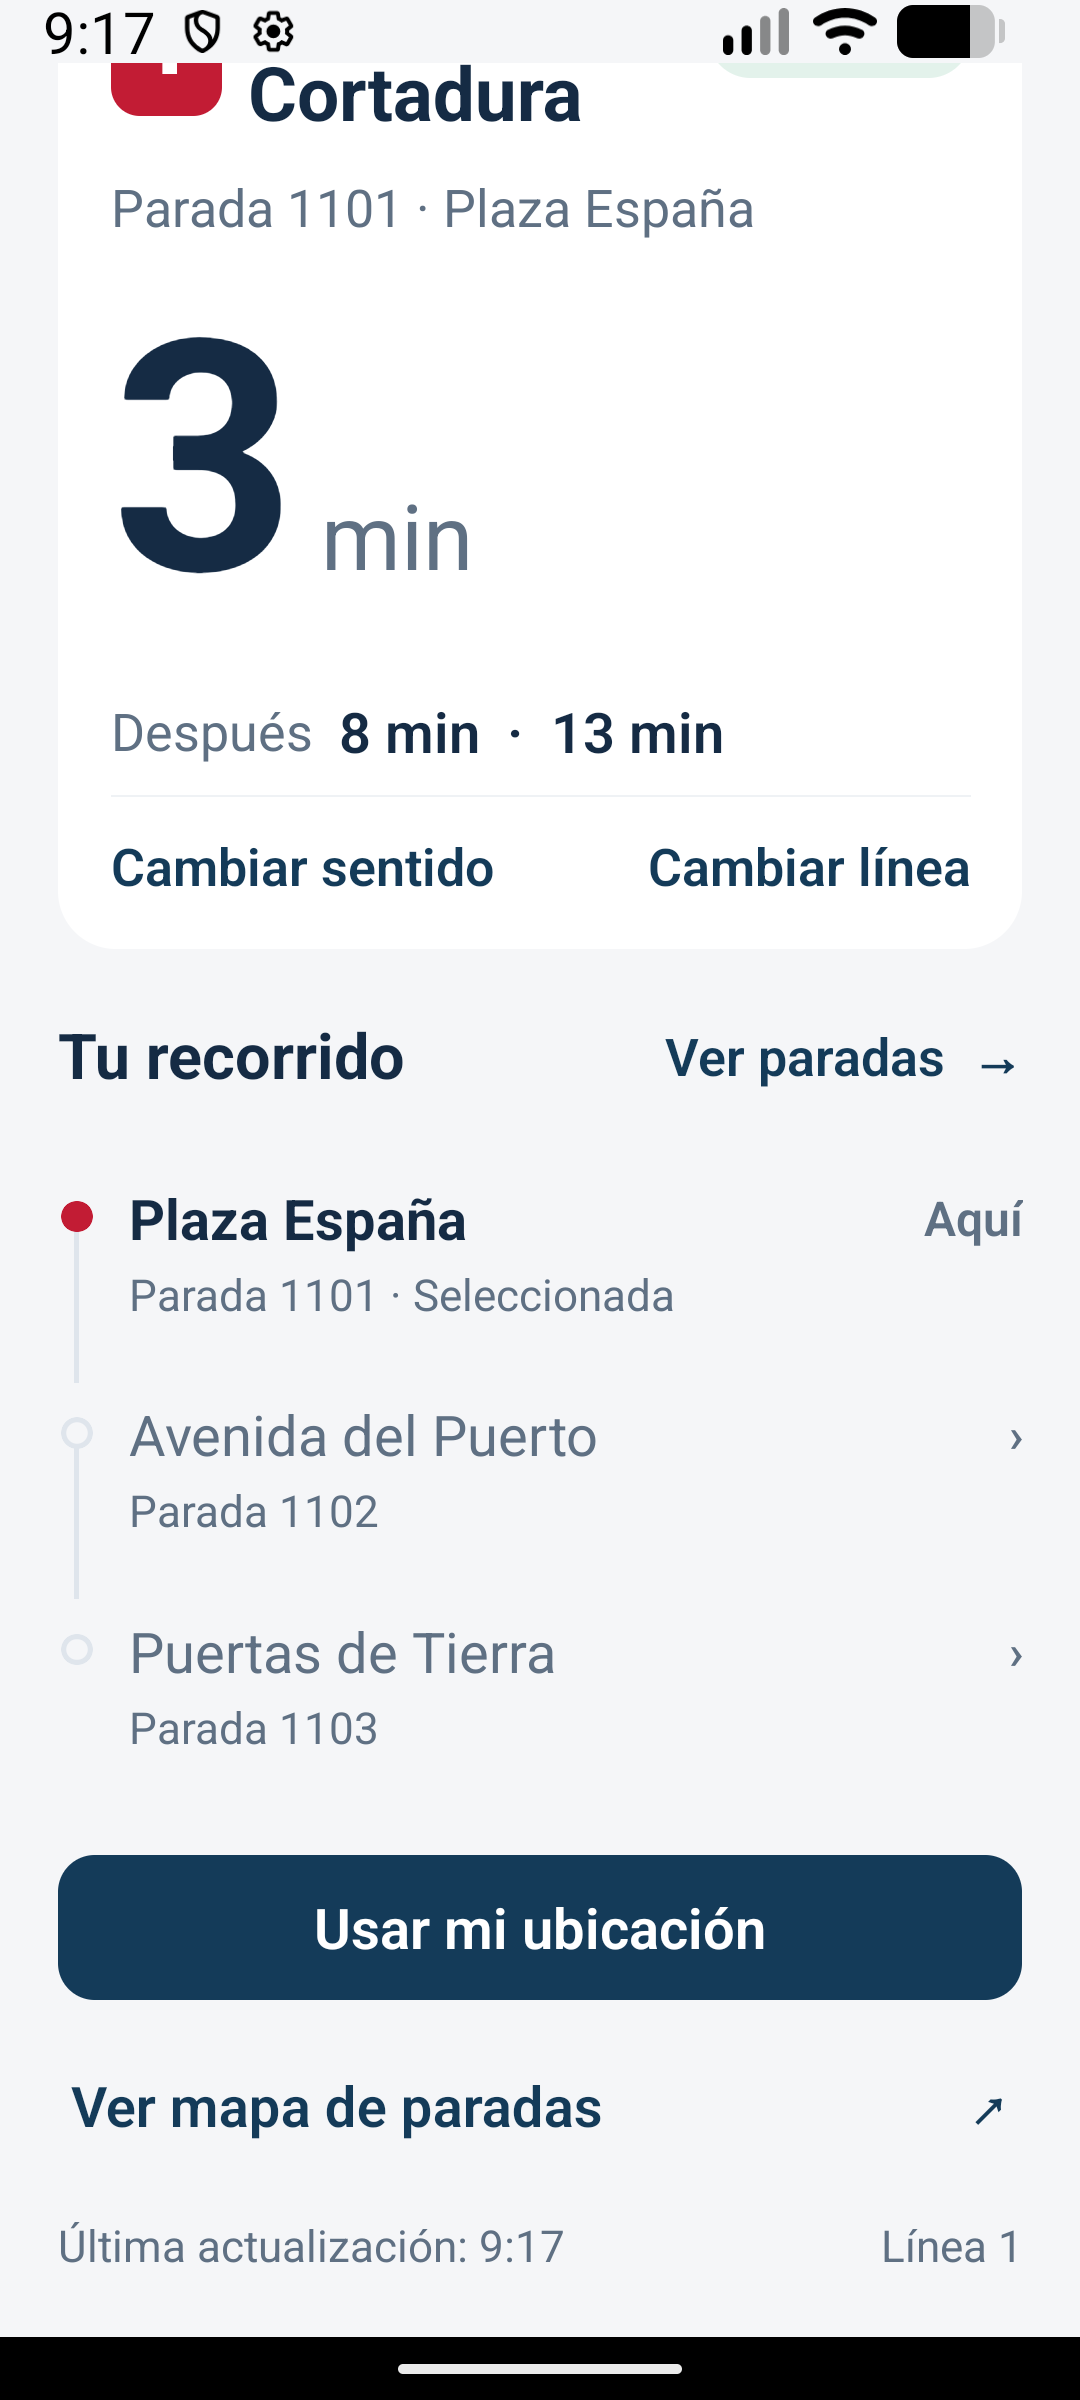 9:17
Cortadura
Parada 1101 · Plaza España
3 min
Después 8 min · 13 min
Cambiar sentido Cambiar línea
Tu recorrido Ver paradas →
Plaza España Aquí
Parada 1101 · Seleccionada
Avenida del Puerto ›
Parada 1102
Puertas de Tierra ›
Parada 1103
Usar mi ubicación
Ver mapa de paradas ↗
Última actualización: 9:17 Línea 1